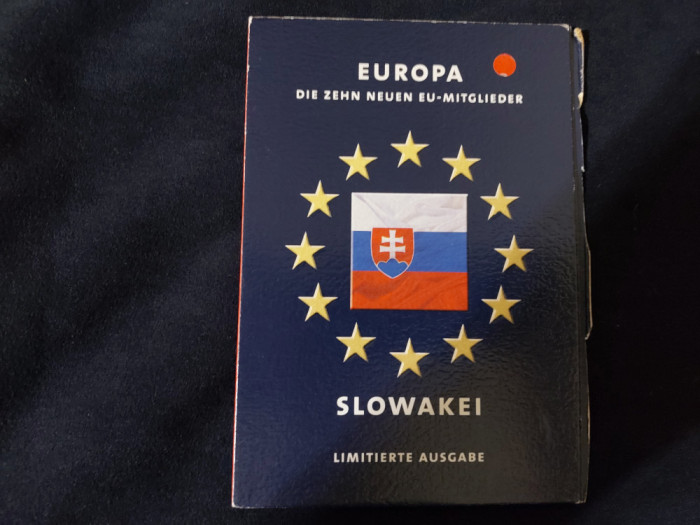 EUROPA
DIE ZEHN NEUEN EU-MITGLIEDER
SLOWAKEI
LIMITIERTE AUSGABE